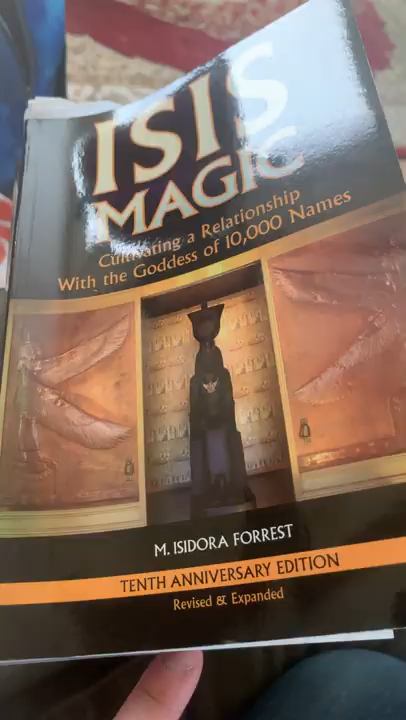 ISIS
MAGIC
Cultivating a Relationship
With the Goddess of 10,000 Names
M. ISIDORA FORREST
TENTH ANNIVERSARY EDITION
Revised & Expanded